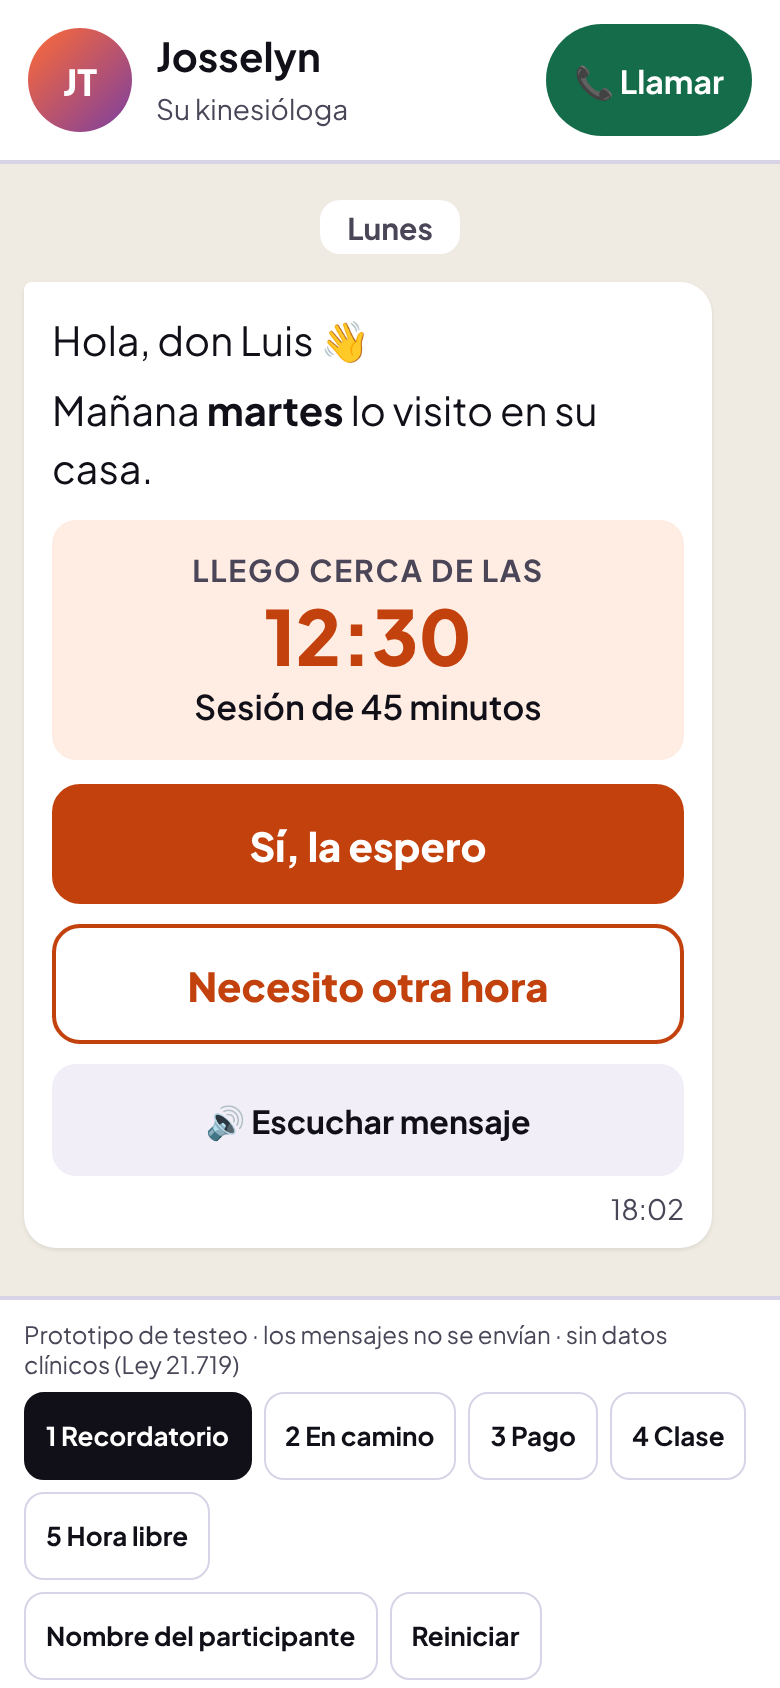 JT
Josselyn
Su kinesióloga
📞 Llamar
Lunes
Hola, don Luis 👋
Mañana martes lo visito en su
casa.
LLEGO CERCA DE LAS
12:30
Sesión de 45 minutos
Sí, la espero
Necesito otra hora
🔊 Escuchar mensaje
18:02
Prototipo de testeo · los mensajes no se envían · sin datos
clínicos (Ley 21.719)
1 Recordatorio
2 En camino
3 Pago
4 Clase
5 Hora libre
Nombre del participante
Reiniciar